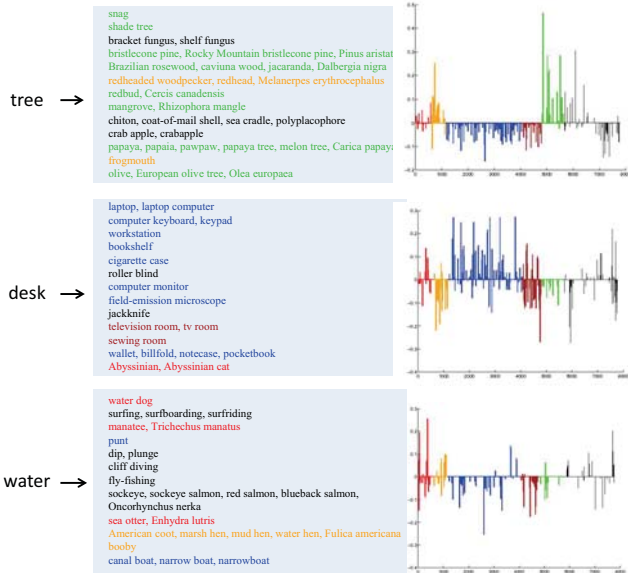 snag
shade tree
bracket fungus, shelf fungus
bristlecone pine, Rocky Mountain bristlecone pine, Pinus aristat
Brazilian rosewood, caviuna wood, jacaranda, Dalbergia nigra
redheaded woodpecker, redhead, Melanerpes erythrocephalus
redbud, Cercis canadensis
mangrove, Rhizophora mangle
chiton, coat-of-mail shell, sea cradle, polyplacophore
crab apple, crabapple
papaya, papaia, pawpaw, papaya tree, melon tree, Carica papaya
frogmouth
olive, European olive tree, Olea europaea
tree
laptop, laptop computer
computer keyboard, keypad
workstation
bookshelf
cigarette case
roller blind
computer monitor
field-emission microscope
jackknife
television room, tv room
sewing room
wallet, billfold, notecase, pocketbook
Abyssinian, Abyssinian cat
desk
water dog
surfing, surfboarding, surfriding
manatee, Trichechus manatus
punt
dip, plunge
cliff diving
fly-fishing
sockeye, sockeye salmon, red salmon, blueback salmon,
Oncorhynchus nerka
sea otter, Enhydra lutris
American coot, marsh hen, mud hen, water hen, Fulica americana
booby
canal boat, narrow boat, narrowboat
water